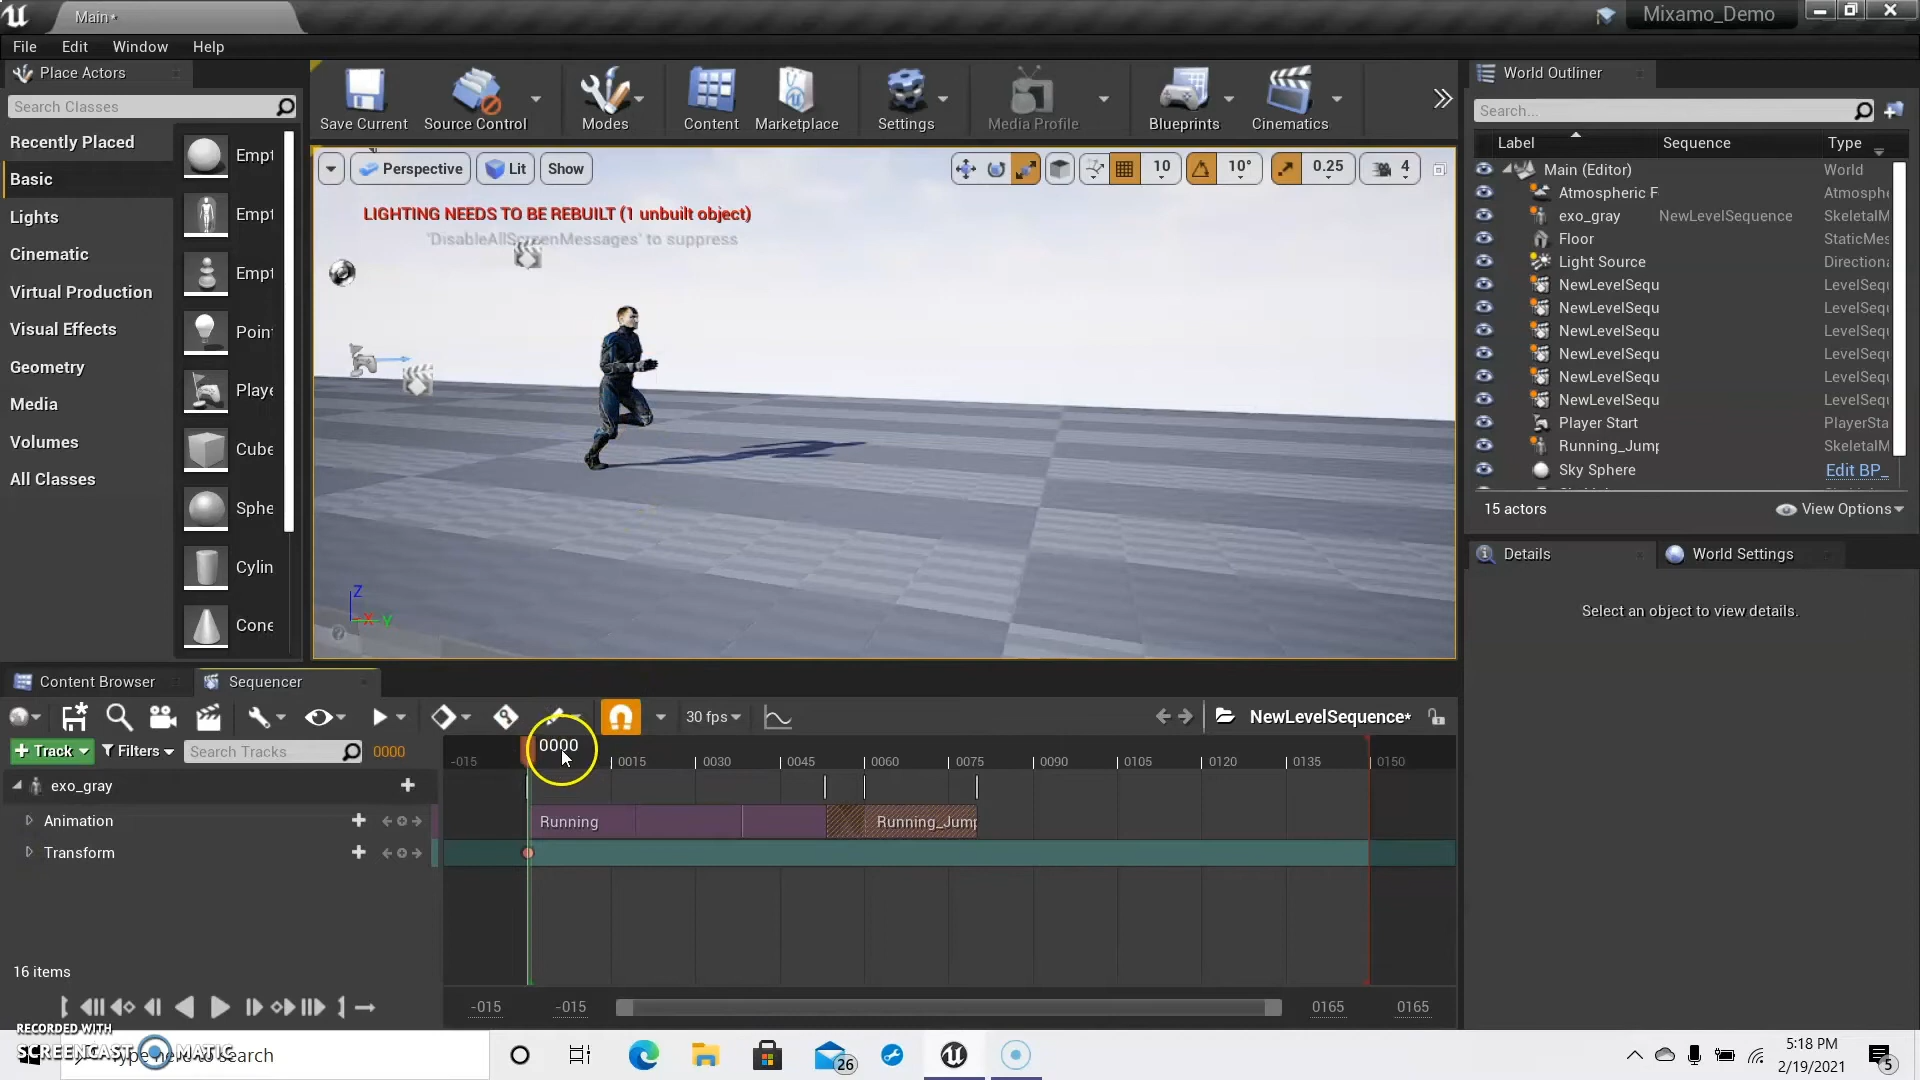 Main*
Mixamo_Demo
File Edit Window Help
Place Actors
Search Classes
Recently Placed
Basic
Lights
Cinematic
Virtual Production
Visual Effects
Geometry
Media
Volumes
All Classes
Empt
Empt
Empt
Poin
Playe
Cube
Sphe
Cylin
Cone
Save Current
Source Control
Modes
Content
Marketplace
Settings
Media Profile
Blueprints
Cinematics
Perspective
Lit
Show
10
10°
0.25
4
LIGHTING NEEDS TO BE REBUILT (1 unbuilt object)
'DisableAllScreenMessages' to suppress
Z
X
Y
World Outliner
Search...
Label Sequence Type
Main (Editor) World
Atmospheric F Atmosphe
exo_gray NewLevelSequence SkeletalM
Floor StaticMes
Light Source Directiona
NewLevelSequ LevelSequ
NewLevelSequ LevelSequ
NewLevelSequ LevelSequ
NewLevelSequ LevelSequ
NewLevelSequ LevelSequ
NewLevelSequ LevelSequ
Player Start PlayerSta
Running_Jump SkeletalM
Sky Sphere Edit BP_
15 actors
View Options
Details
World Settings
Select an object to view details.
Content Browser
Sequencer
30 fps
NewLevelSequence*
+ Track
Filters
Search Tracks
0000
-015 0000 0015 0030 0045 0060 0075 0090 0105 0120 0135 0150
exo_gray
Animation
Running
Running_Jump
Transform
16 items
-015 -015 0165 0165
RECORDED WITH
SCREENCAST MATIC
Type here to search
26
5:18 PM
2/19/2021
5